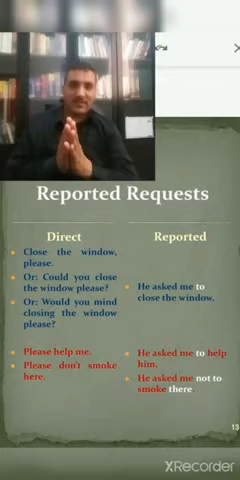 Reported Requests
Direct
Close the window,
please.
Or: Could you close
the window please?
Or: Would you mind
closing the window
please?
Please help me.
Please don't smoke
here.
Reported
He asked me to
close the window.
He asked me to help
him.
He asked me not to
smoke there
13
XRecorder